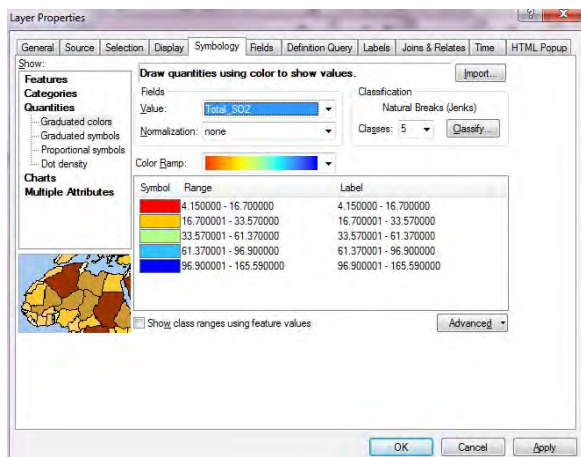 Layer Properties
General Source Selection Display Symbology Fields Definition Query Labels Joins & Relates Time HTML Popup
Show:
Features
Categories
Quantities
Graduated colors
Graduated symbols
Proportional symbols
Dot density
Charts
Multiple Attributes
Draw quantities using color to show values.
Import...
Fields
Value: Total_SO2
Normalization: none
Classification
Natural Breaks (Jenks)
Classes: 5 Classify...
Color Ramp:
Symbol Range Label
4.150000 - 16.700000 4.150000 - 16.700000
16.700001 - 33.570000 16.700001 - 33.570000
33.570001 - 61.370000 33.570001 - 61.370000
61.370001 - 96.900000 61.370001 - 96.900000
96.900001 - 165.590000 96.900001 - 165.590000
Show class ranges using feature values
Advanced
OK Cancel Apply